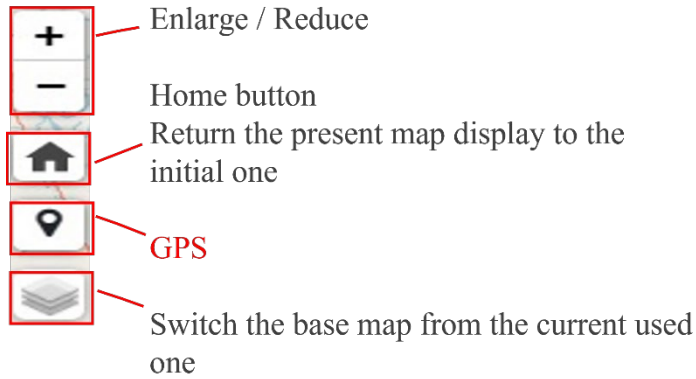 Enlarge / Reduce
Home button
Return the present map display to the
initial one
GPS
Switch the base map from the current used
one